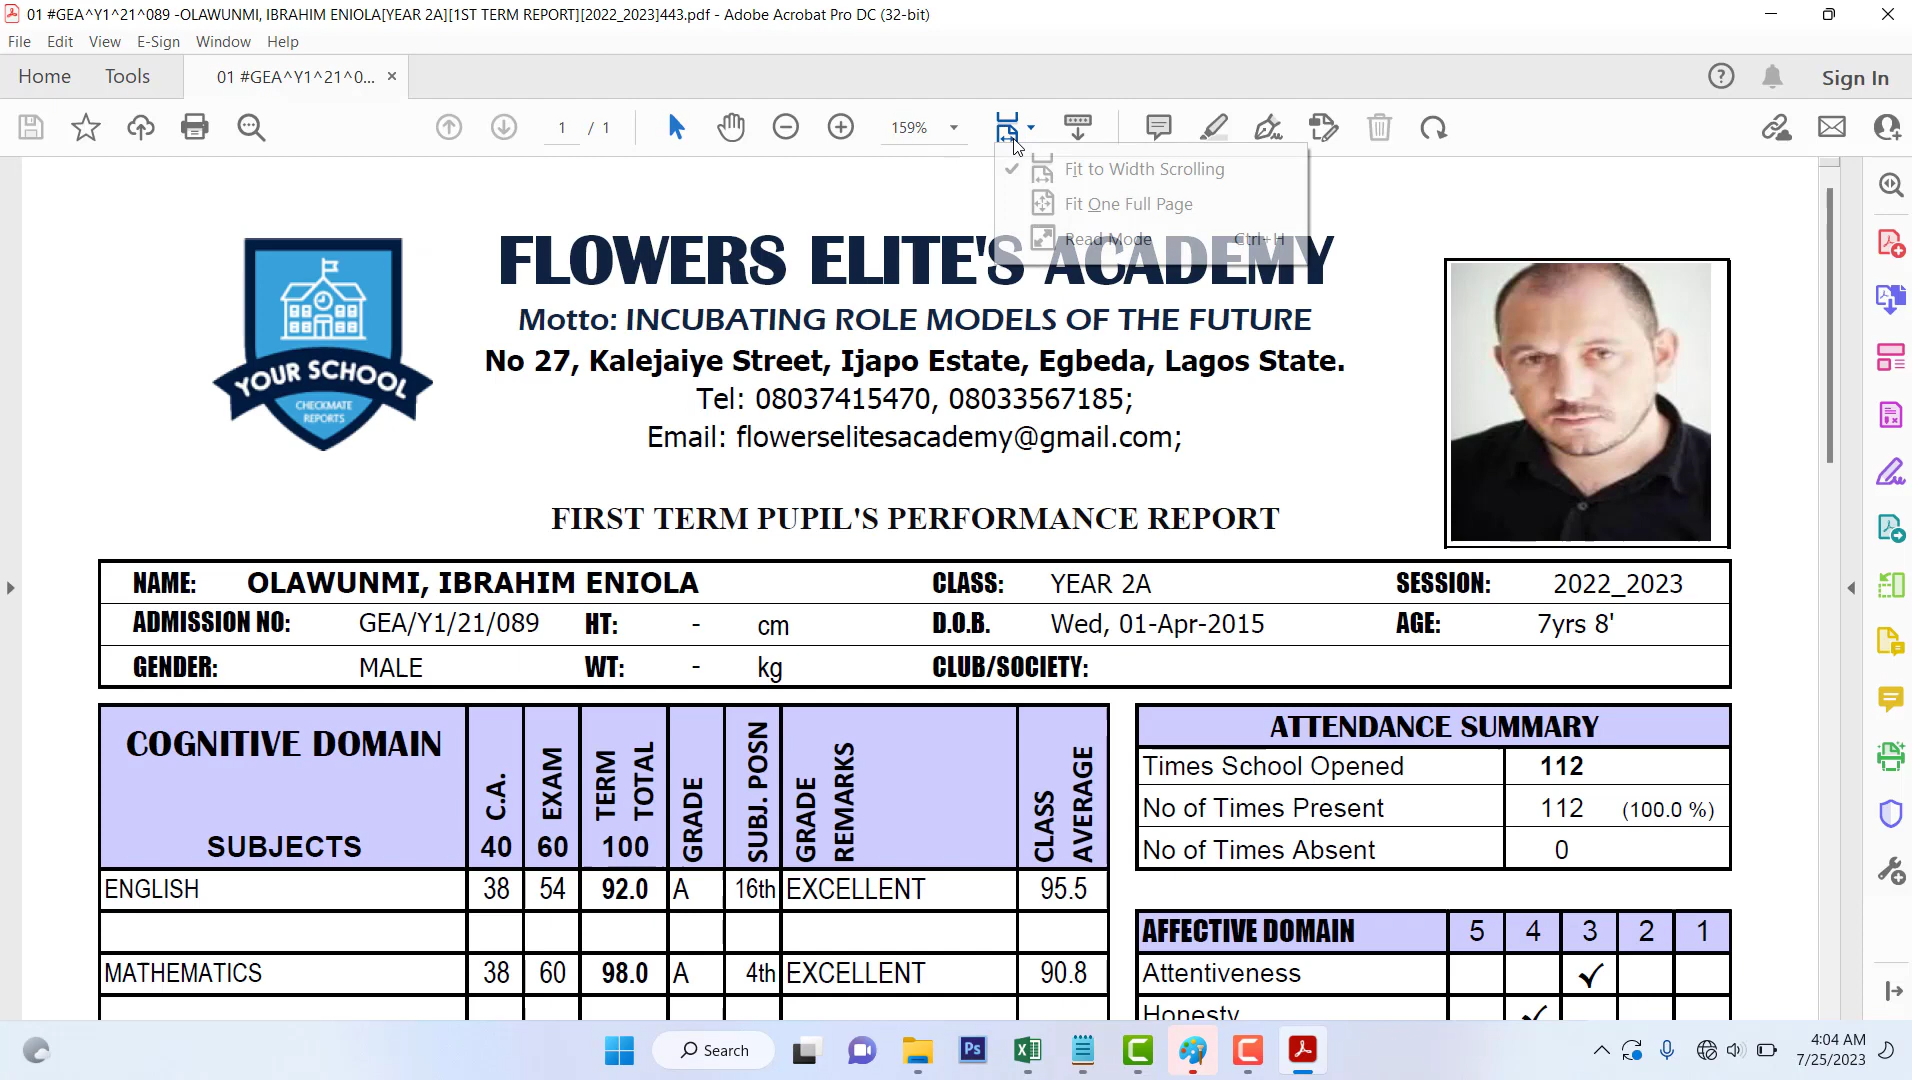 01 #GEA^Y1^21^089 -OLAWUNMI, IBRAHIM ENIOLA[YEAR 2A][1ST TERM REPORT][2022_2023]443.pdf - Adobe Acrobat Pro DC (32-bit)
File Edit View E-Sign Window Help
Home Tools 01 #GEA^Y1^21^0... × Sign In
1 / 1 159%
Fit to Width Scrolling
Fit One Full Page
Read Mode Ctrl+H
FLOWERS ELITE'S ACADEMY
Motto: INCUBATING ROLE MODELS OF THE FUTURE
No 27, Kalejaiye Street, Ijapo Estate, Egbeda, Lagos State.
Tel: 08037415470, 08033567185;
Email: flowerselitesacademy@gmail.com;
YOUR SCHOOL
CHECKMATE
REPORTS
FIRST TERM PUPIL'S PERFORMANCE REPORT
NAME: OLAWUNMI, IBRAHIM ENIOLA CLASS: YEAR 2A SESSION: 2022_2023
ADMISSION NO: GEA/Y1/21/089 HT: - cm D.O.B. Wed, 01-Apr-2015 AGE: 7yrs 8'
GENDER: MALE WT: - kg CLUB/SOCIETY:
COGNITIVE DOMAIN
SUBJECTS
C.A. 40
EXAM 60
TERM TOTAL 100
GRADE
SUBJ. POSN
GRADE REMARKS
CLASS AVERAGE
ENGLISH 38 54 92.0 A 16th EXCELLENT 95.5
MATHEMATICS 38 60 98.0 A 4th EXCELLENT 90.8
ATTENDANCE SUMMARY
Times School Opened 112
No of Times Present 112 (100.0 %)
No of Times Absent 0
AFFECTIVE DOMAIN 5 4 3 2 1
Attentiveness ✓
Honesty ✓
Search
Ps
4:04 AM
7/25/2023